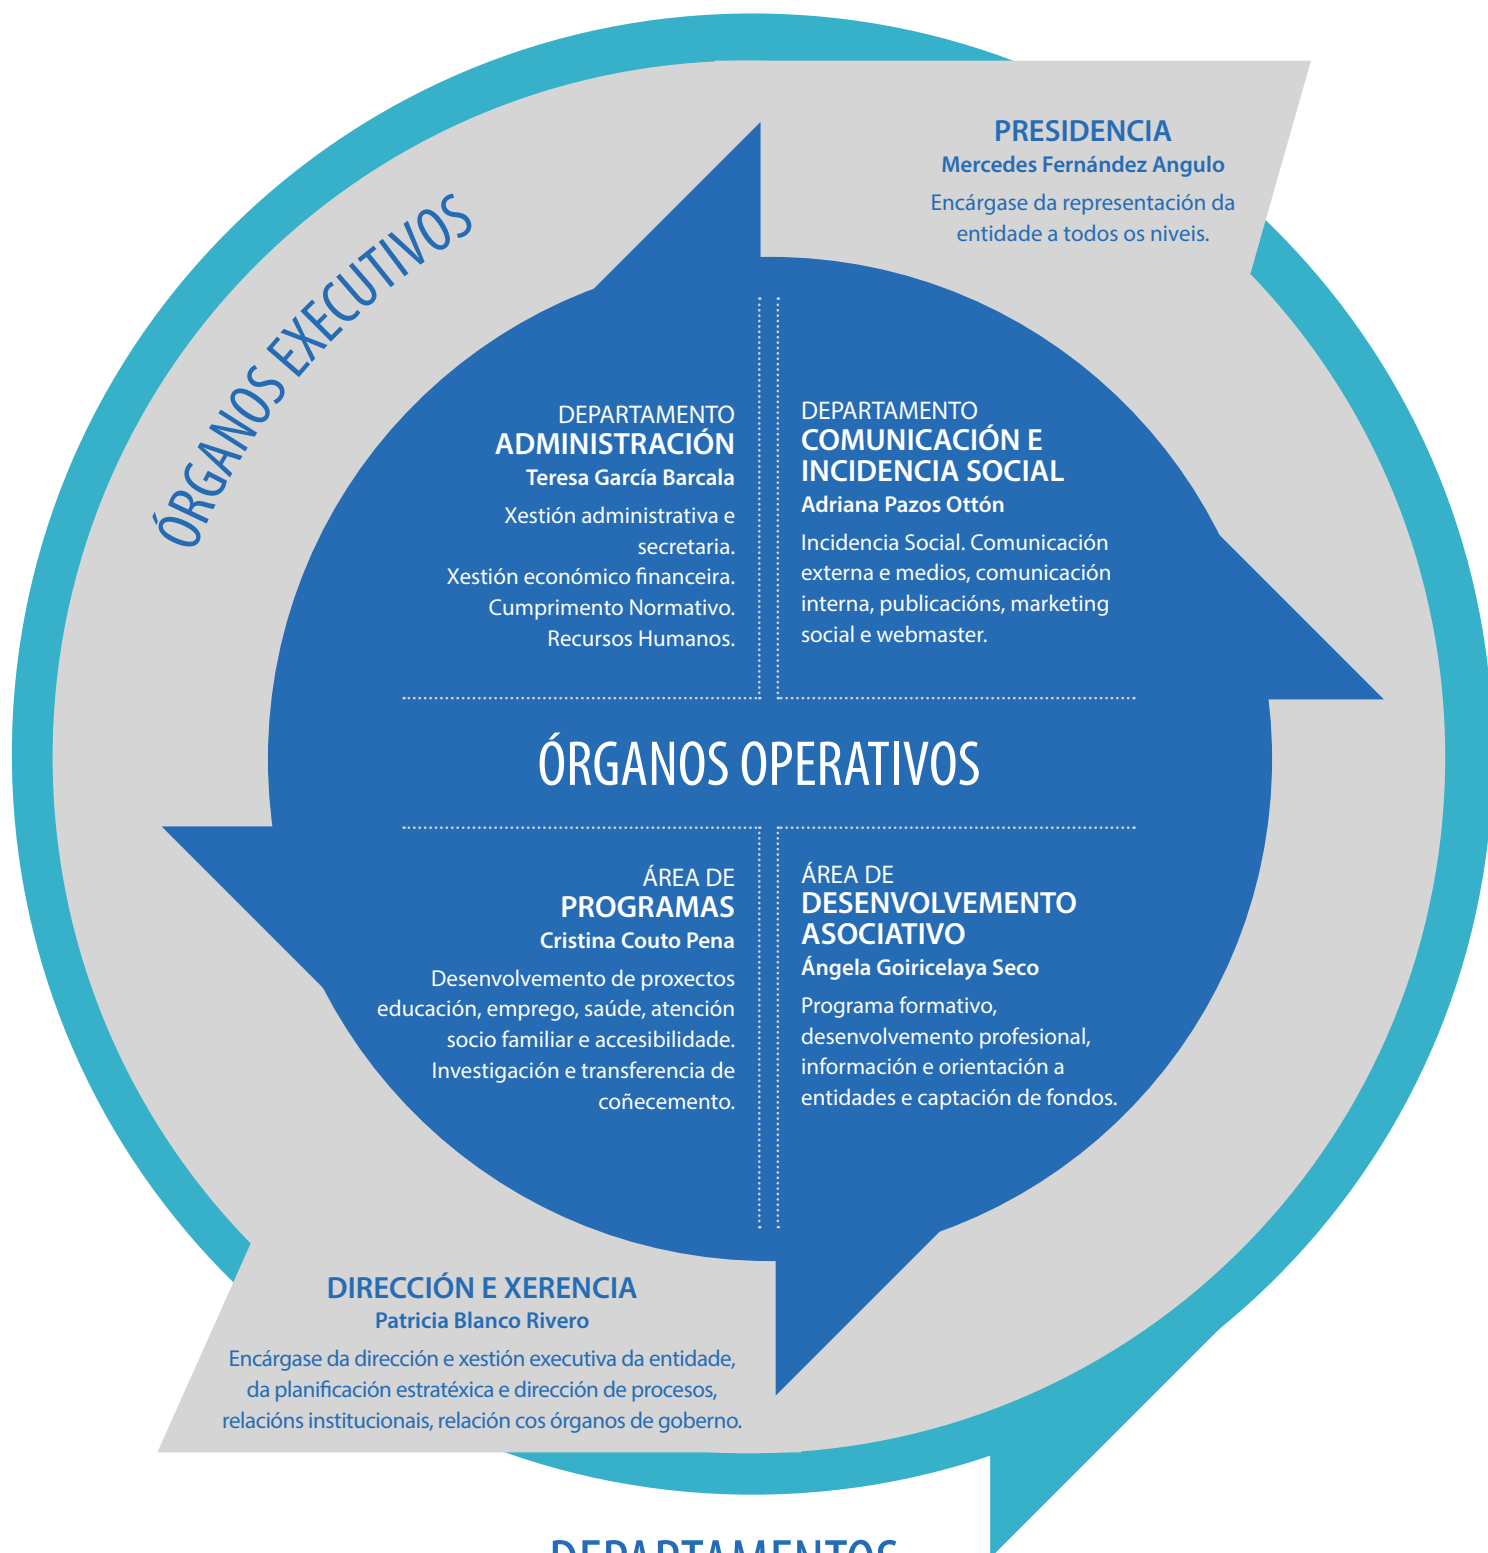 ÓRGANOS EXECUTIVOS
PRESIDENCIA
Mercedes Fernández Angulo
Encárgase da representación da
entidade a todos os niveis.
DEPARTAMENTO
ADMINISTRACIÓN
Teresa García Barcala
Xestión administrativa e
secretaria.
Xestión económico financeira.
Cumprimento Normativo.
Recursos Humanos.
DEPARTAMENTO
COMUNICACIÓN E
INCIDENCIA SOCIAL
Adriana Pazos Ottón
Incidencia Social. Comunicación
externa e medios, comunicación
interna, publicacións, marketing
social e webmaster.
ÓRGANOS OPERATIVOS
ÁREA DE
PROGRAMAS
Cristina Couto Pena
Desenvolvemento de proxectos
educación, emprego, saúde, atención
socio familiar e accesibilidade.
Investigación e transferencia de
coñecemento.
ÁREA DE
DESENVOLVEMENTO
ASOCIATIVO
Ángela Goiricelaya Seco
Programa formativo,
desenvolvemento profesional,
información e orientación a
entidades e captación de fondos.
DIRECCIÓN E XERENCIA
Patricia Blanco Rivero
Encárgase da dirección e xestión executiva da entidade,
da planificación estratéxica e dirección de procesos,
relacións institucionais, relación cos órganos de goberno.
DEPARTAMENTOS